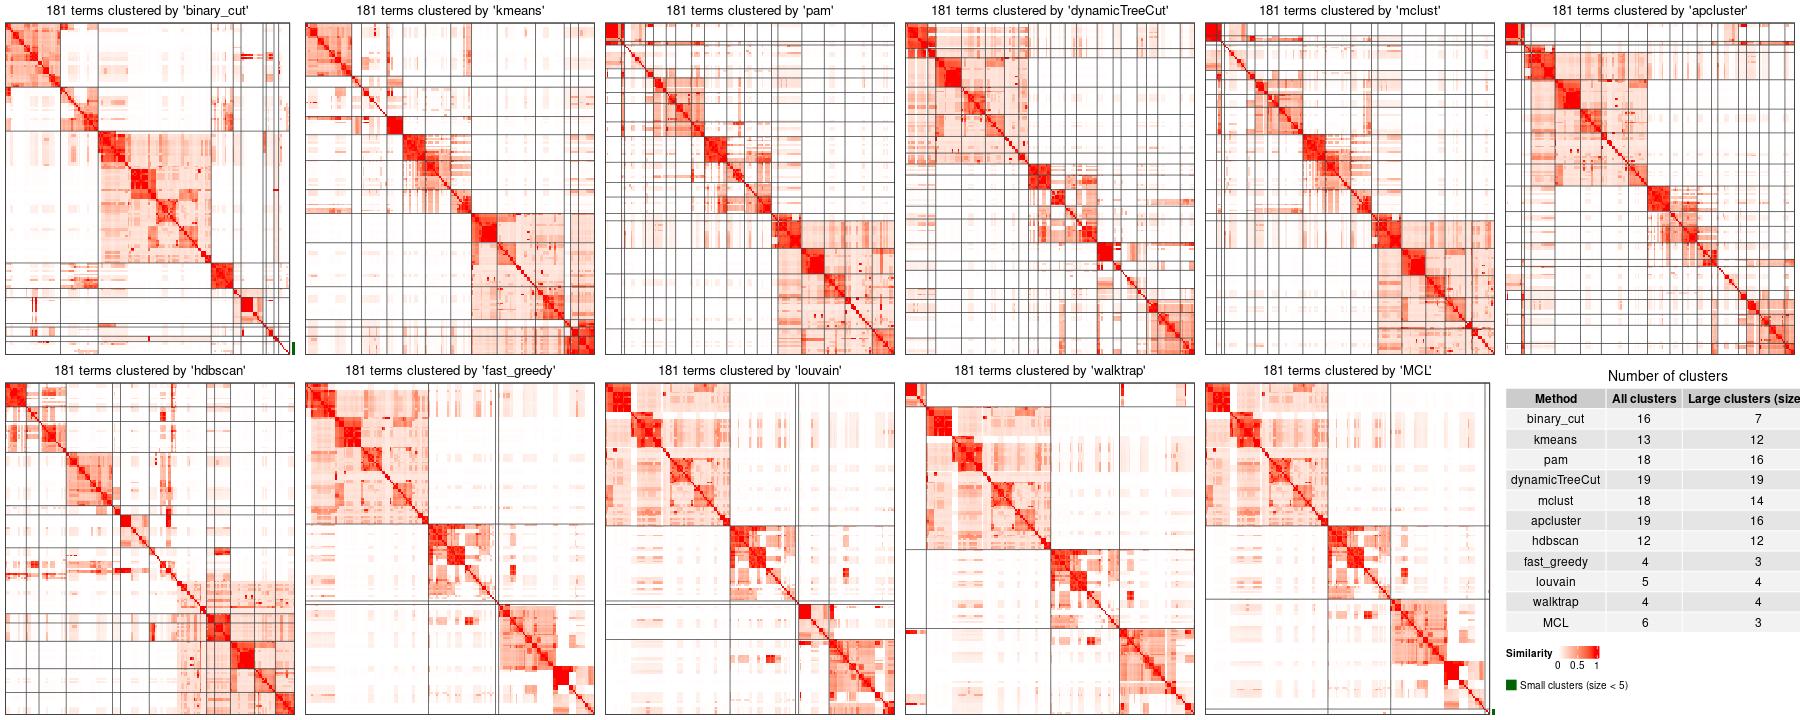 181 terms clustered by 'binary_cut'
181 terms clustered by 'kmeans'
181 terms clustered by 'pam'
181 terms clustered by 'dynamicTreeCut'
181 terms clustered by 'mclust'
181 terms clustered by 'apcluster'
181 terms clustered by 'hdbscan'
181 terms clustered by 'fast_greedy'
181 terms clustered by 'louvain'
181 terms clustered by 'walktrap'
181 terms clustered by 'MCL'
Number of clusters
Method All clusters Large clusters (size
binary_cut 16 7
kmeans 13 12
pam 18 16
dynamicTreeCut 19 19
mclust 18 14
apcluster 19 16
hdbscan 12 12
fast_greedy 4 3
louvain 5 4
walktrap 4 4
MCL 6 3
Similarity
0 0.5 1
Small clusters (size < 5)